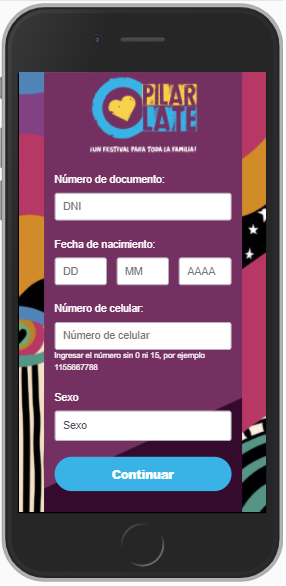 PILAR
LATE
¡UN FESTIVAL PARA TODA LA FAMILIA!
Número de documento:
DNI
Fecha de nacimiento:
DD MM AAAA
Número de celular:
Número de celular
Ingresar el número sin 0 ni 15, por ejemplo
1155667788
Sexo
Sexo
Continuar